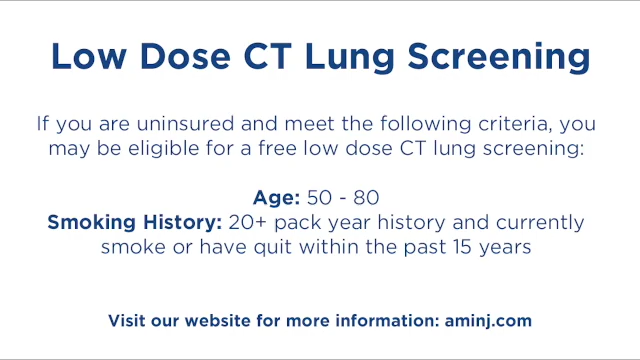 Low Dose CT Lung Screening
If you are uninsured and meet the following criteria, you
may be eligible for a free low dose CT lung screening:
Age: 50 - 80
Smoking History: 20+ pack year history and currently
smoke or have quit within the past 15 years
Visit our website for more information: aminj.com